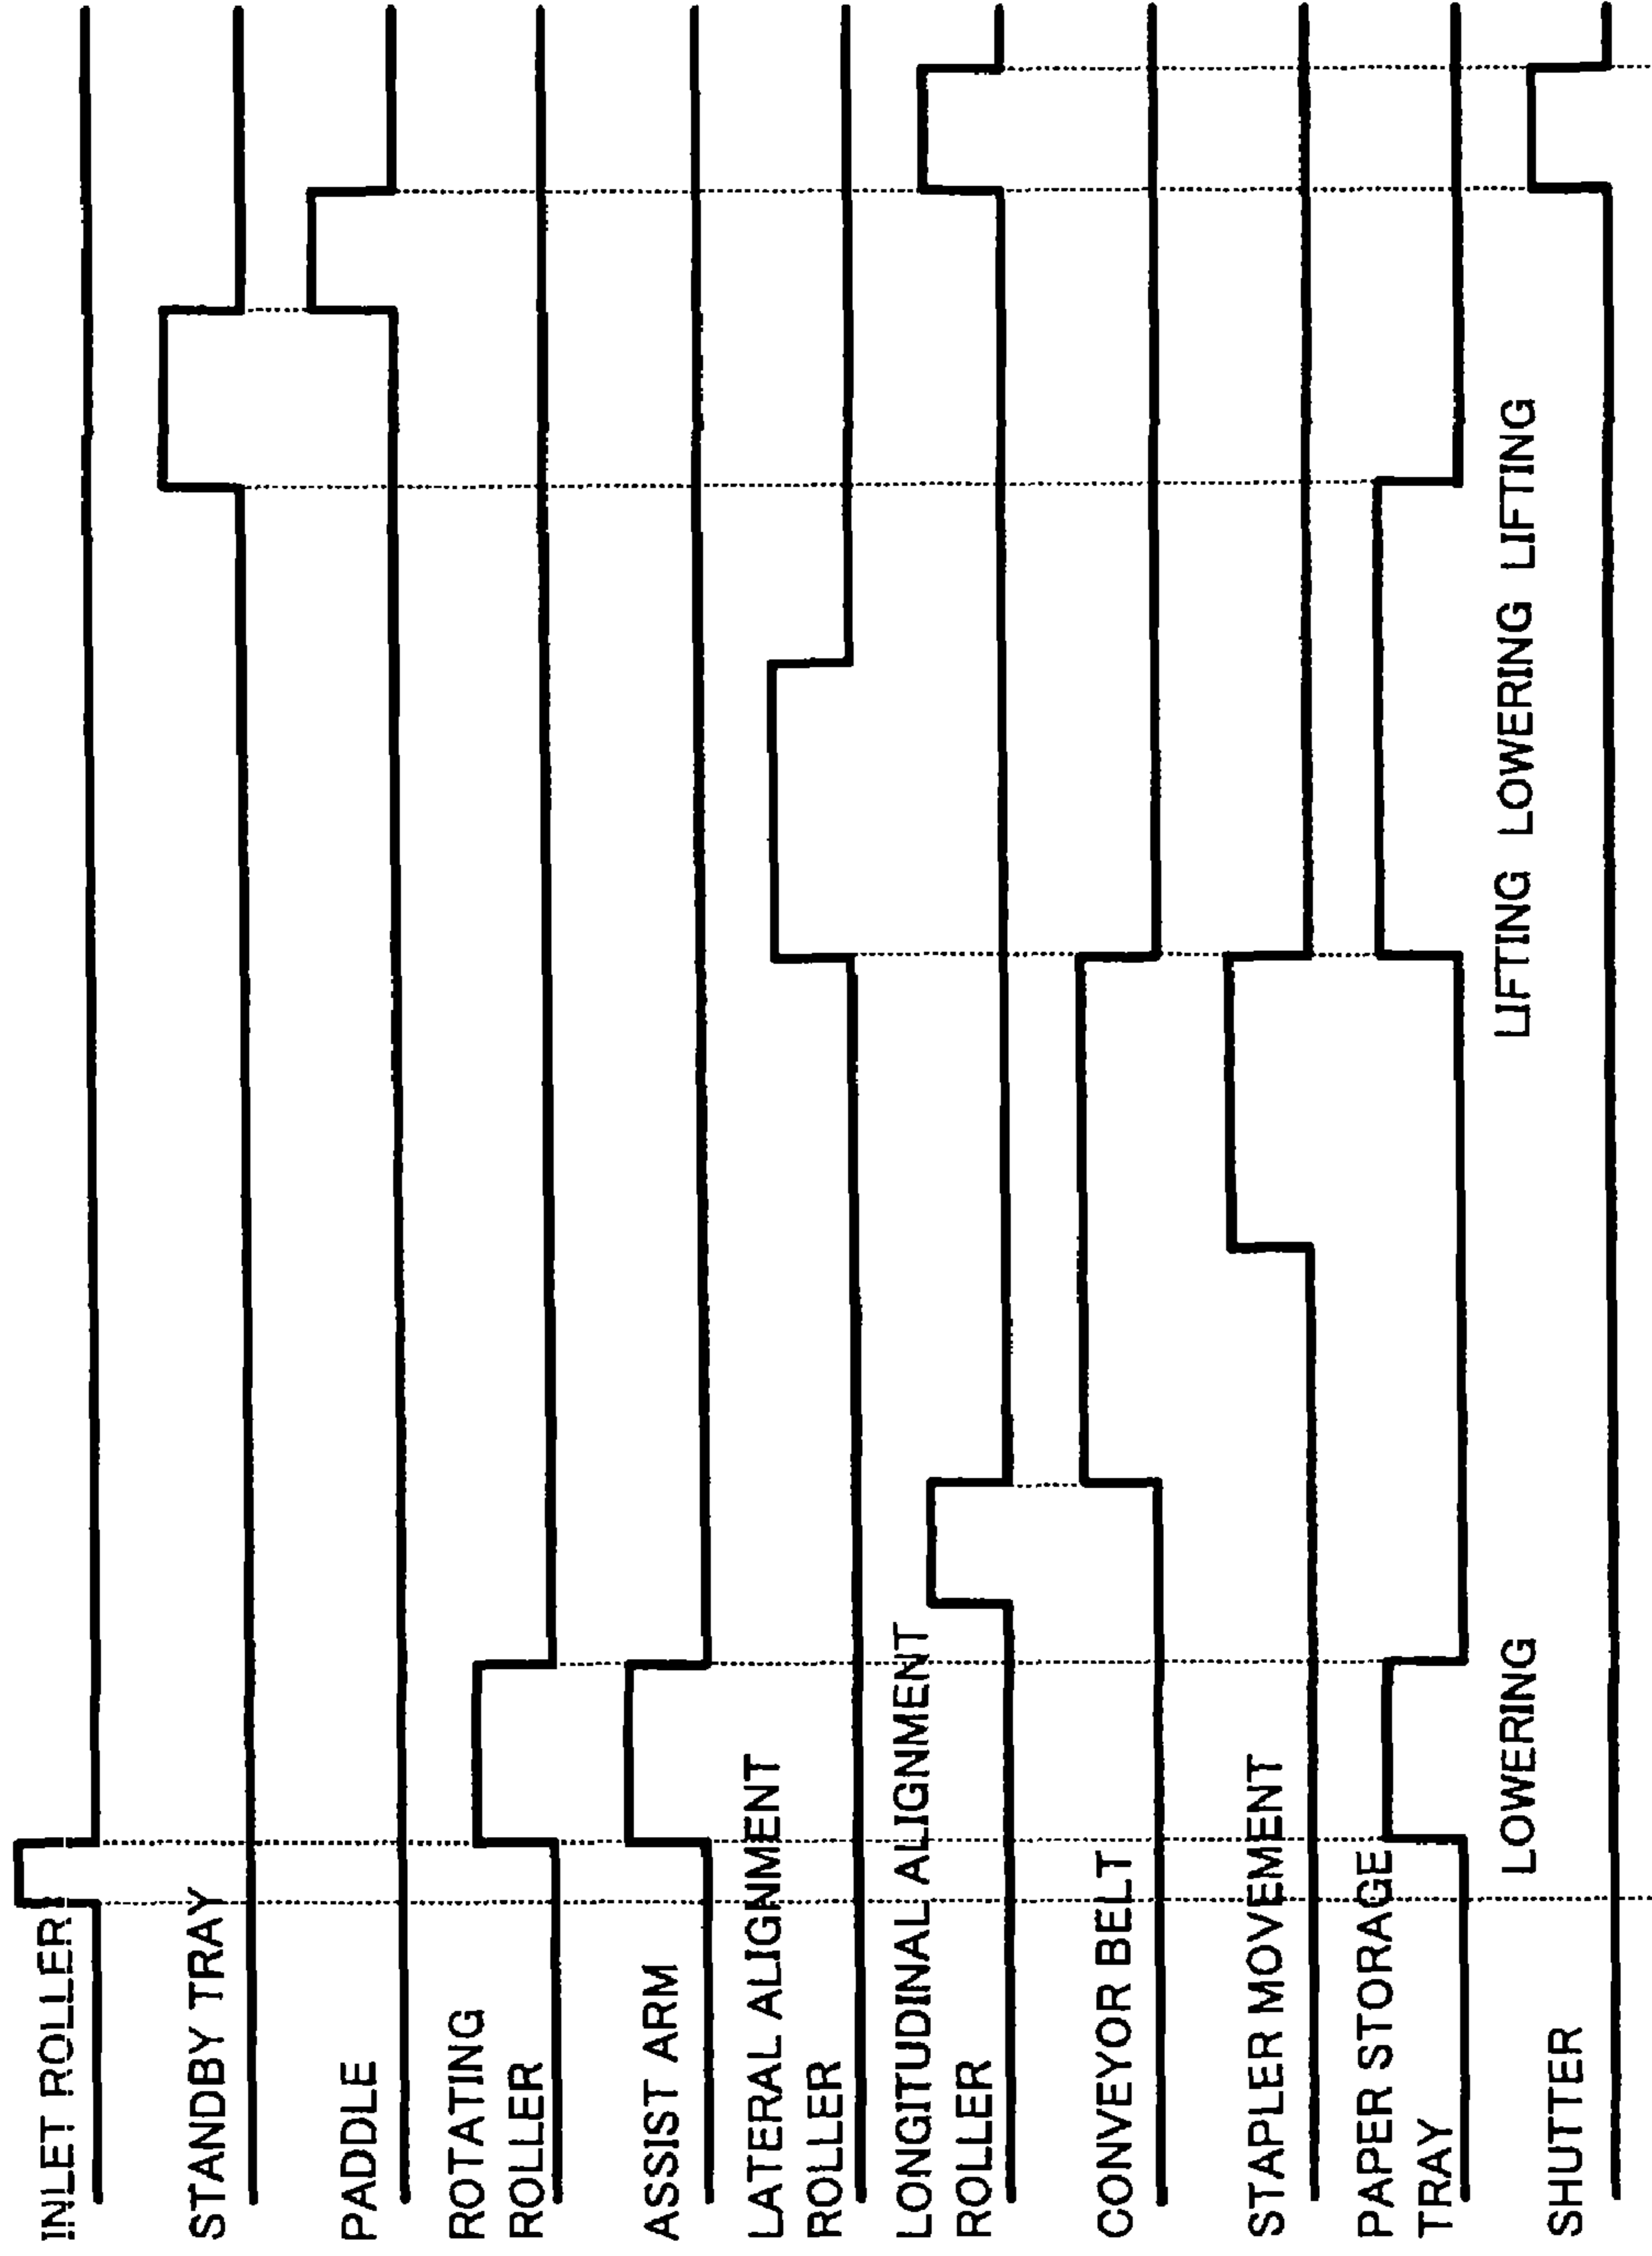 INLET ROLLER
STANDBY TRAY
PADDLE
ROTATING
ROLLER
ASSIST ARM
LATERAL ALIGNMENT
ROLLER
LONGITUDINAL ALIGNMENT
ROLLER
CONVEYOR BELT
STAPLER MOVEMENT
PAPER STORAGE
TRAY
LOWERING
LIFTING LOWERING LIFTING
SHUTTER